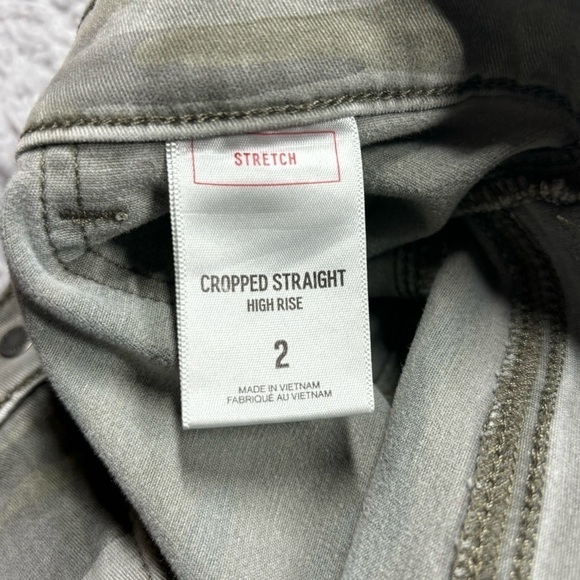 STRETCH
CROPPED STRAIGHT
HIGH RISE
2
MADE IN VIETNAM
FABRIQUÉ AU VIETNAM